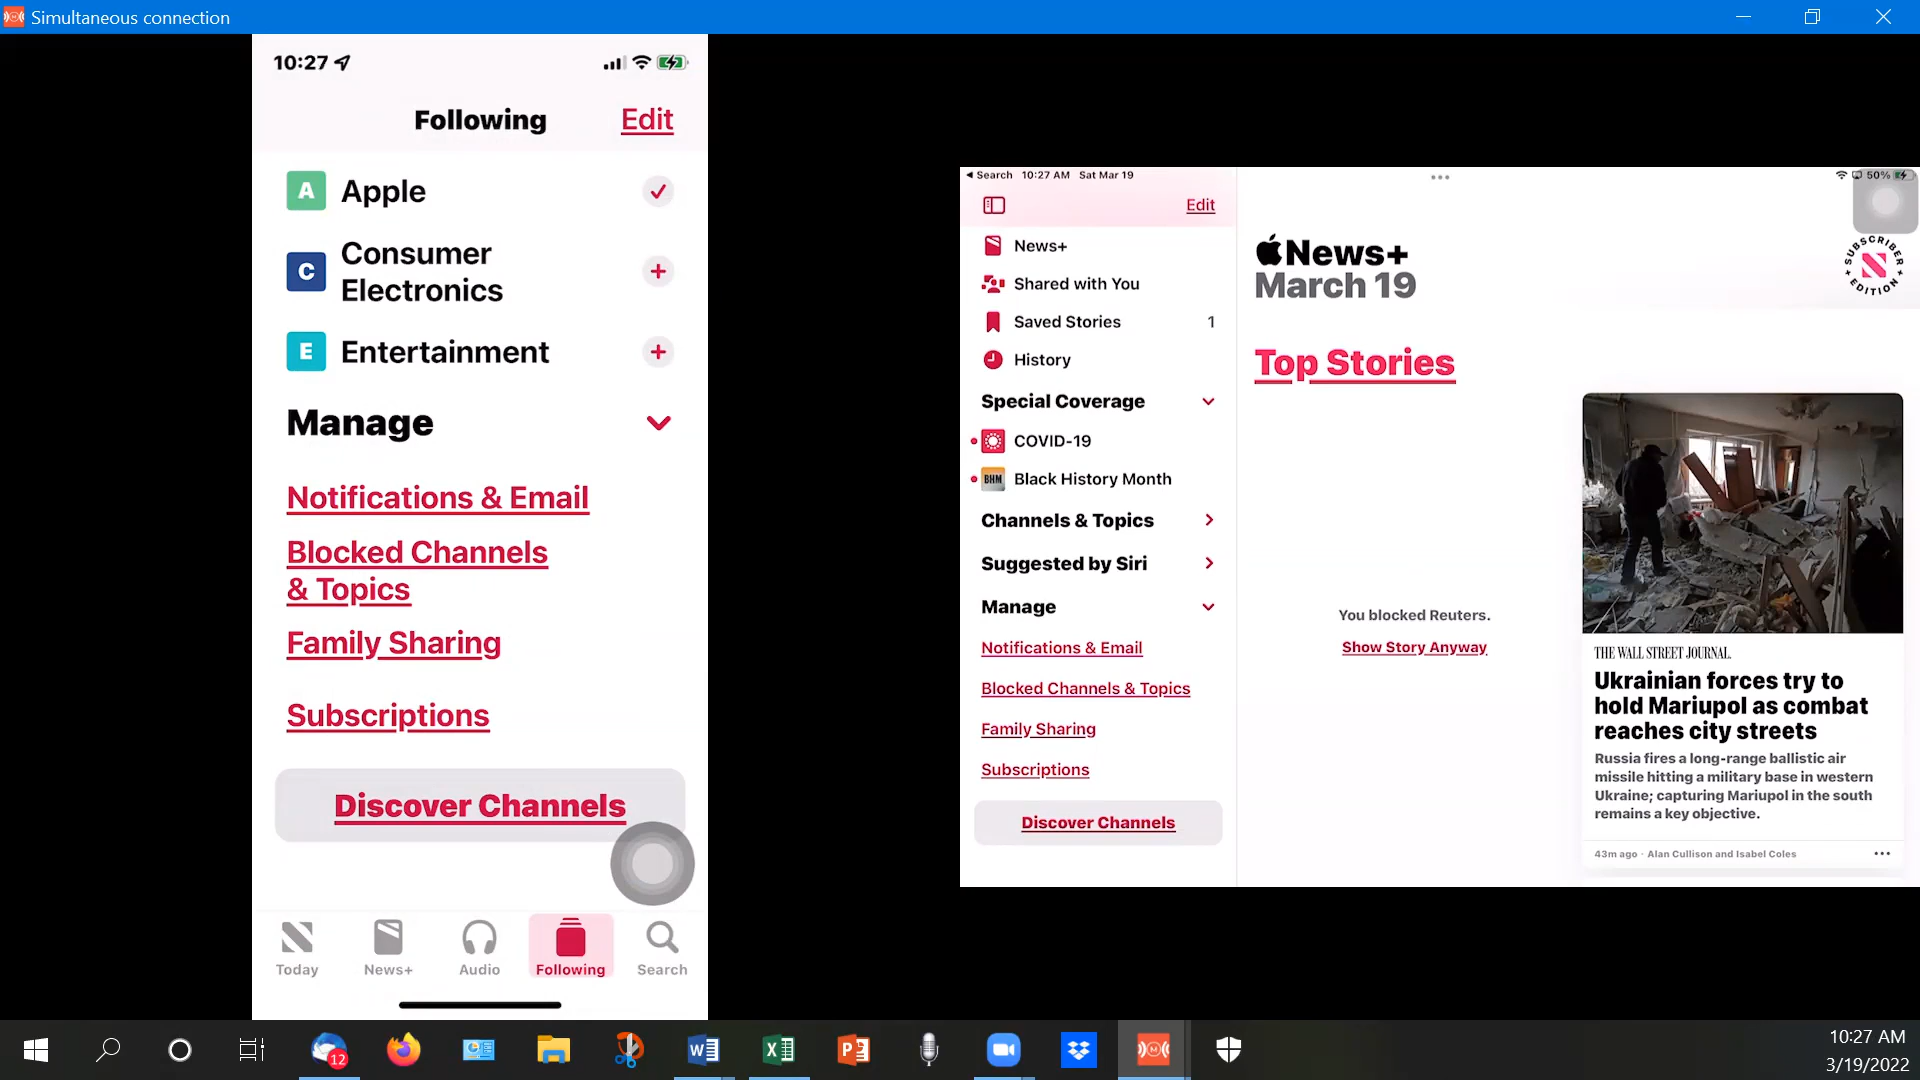 Simultaneous connection
10:27
Following
Edit
A
Apple
C
Consumer
Electronics
E
Entertainment
Manage
Notifications & Email
Blocked Channels
& Topics
Family Sharing
Subscriptions
Discover Channels
Today
News+
Audio
Following
Search
Search 10:27 AM Sat Mar 19
50%
Edit
News+
Shared with You
Saved Stories 1
History
Special Coverage
COVID-19
BHM
Black History Month
Channels & Topics
Suggested by Siri
Manage
Notifications & Email
Blocked Channels & Topics
Family Sharing
Subscriptions
Discover Channels
News+
March 19
SUBSCRIBER
EDITION
Top Stories
You blocked Reuters.
Show Story Anyway
THE WALL STREET JOURNAL.
Ukrainian forces try to
hold Mariupol as combat
reaches city streets
Russia fires a long-range ballistic air
missile hitting a military base in western
Ukraine; capturing Mariupol in the south
remains a key objective.
43m ago · Alan Cullison and Isabel Coles
12
10:27 AM
3/19/2022